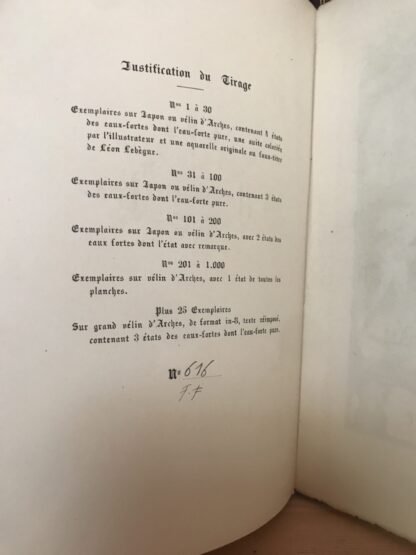 Justification du Tirage
Nos 1 à 30
Exemplaires sur Japon ou vélin d'Arches, contenant 4 états
des eaux-fortes dont l'eau-forte pure, une suite coloriée
par l'illustrateur et une aquarelle originale au faux-titre
de Léon Lebègue.
Nos 31 à 100
Exemplaires sur Japon ou vélin d'Arches, contenant 3 états
des eaux-fortes dont l'eau-forte pure.
Nos 101 à 200
Exemplaires sur Japon ou vélin d'Arches, avec 2 états des
eaux fortes dont l'état avec remarque.
Nos 201 à 1.000
Exemplaires sur vélin d'Arches, avec 1 état de toutes les
planches.
Plus 25 Exemplaires
Sur grand vélin d'Arches, de format in-8, texte réimposé,
contenant 3 états des eaux-fortes dont l'eau-forte pure.
No 616
F.F